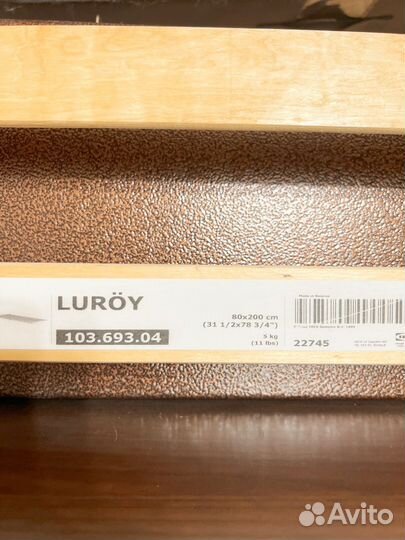 LURÖY
103.693.04
80x200 cm
(31 1/2x78 3/4")
5 kg
(11 lbs)
22745
Avito